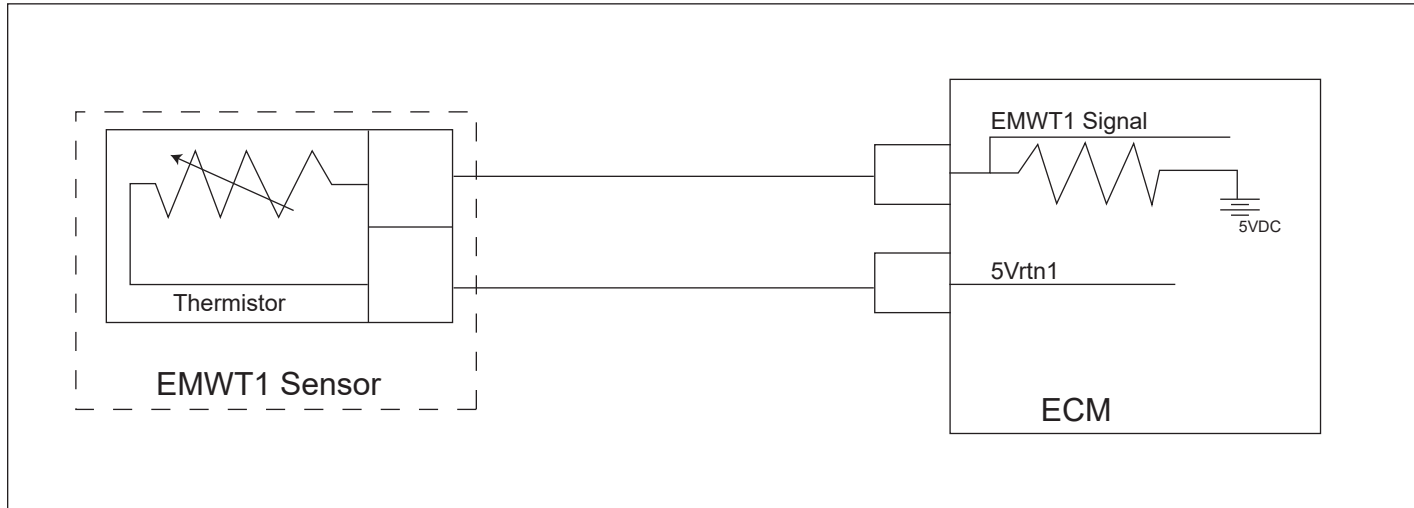 EMWT1 Signal
5VDC
5Vrtn1
Thermistor
EMWT1 Sensor
ECM